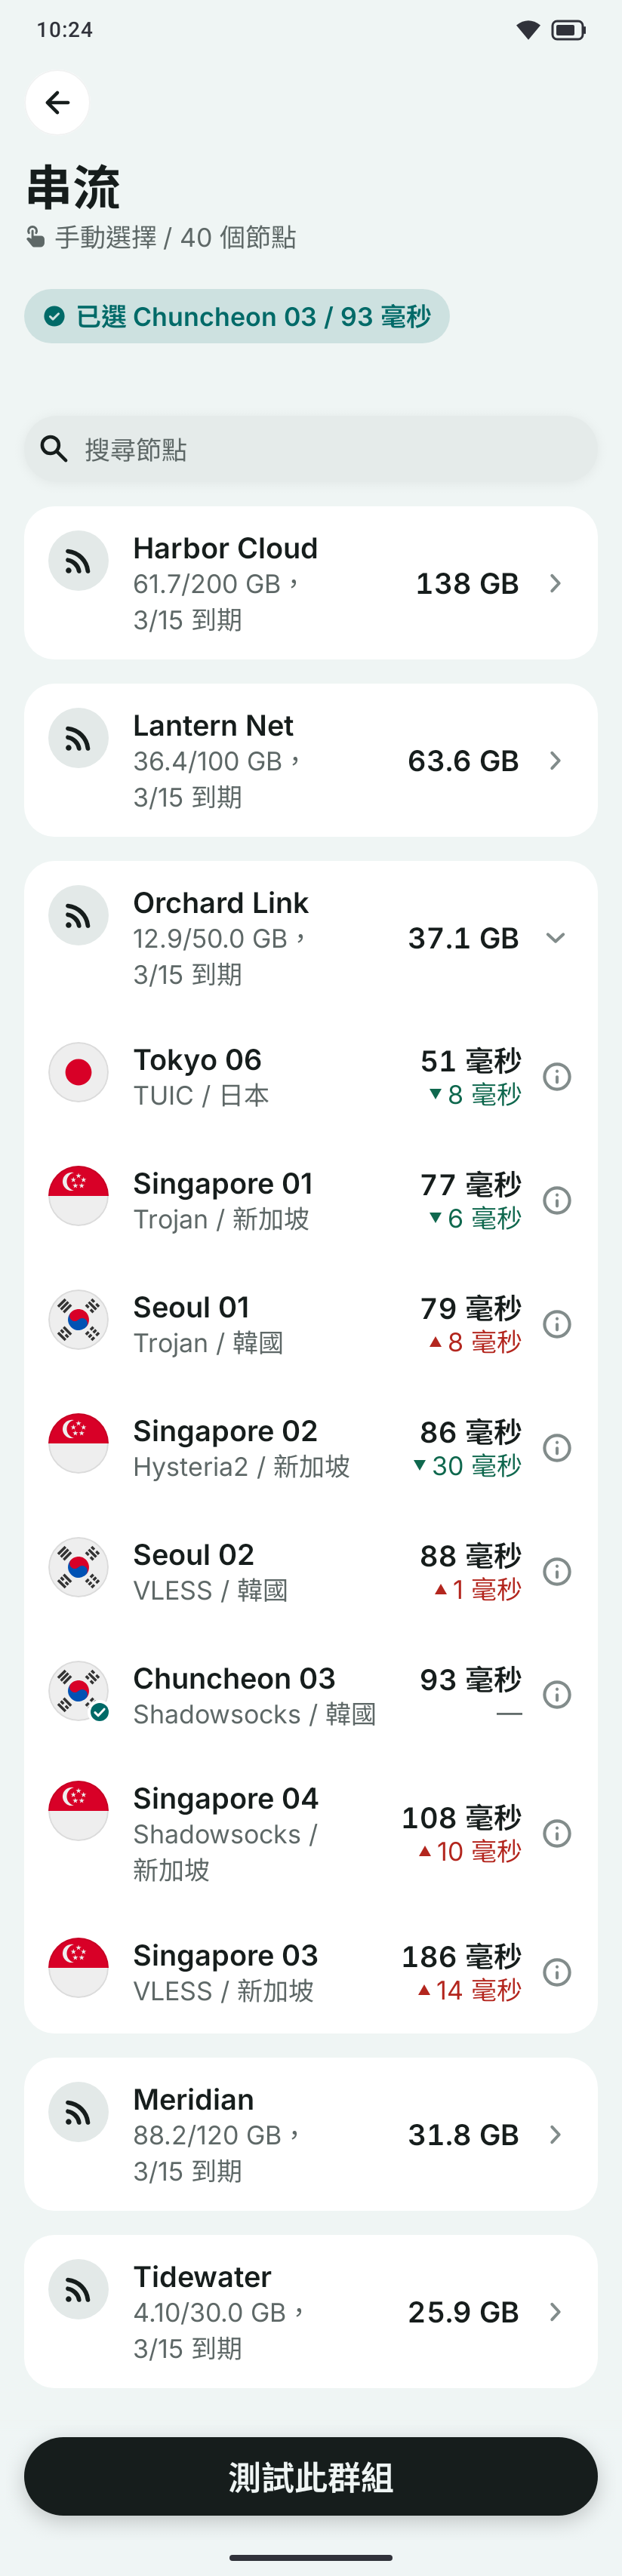 10:24
串流
手動選擇 / 40 個節點
已選 Chuncheon 03 / 93 毫秒
搜尋節點
Harbor Cloud
61.7/200 GB，
3/15 到期
138 GB
Lantern Net
36.4/100 GB，
3/15 到期
63.6 GB
Orchard Link
12.9/50.0 GB，
3/15 到期
37.1 GB
Tokyo 06
TUIC / 日本
51 毫秒
▼8 毫秒
Singapore 01
Trojan / 新加坡
77 毫秒
▼6 毫秒
Seoul 01
Trojan / 韓國
79 毫秒
▲8 毫秒
Singapore 02
Hysteria2 / 新加坡
86 毫秒
▼30 毫秒
Seoul 02
VLESS / 韓國
88 毫秒
▲1 毫秒
Chuncheon 03
Shadowsocks / 韓國
93 毫秒
—
Singapore 04
Shadowsocks /
新加坡
108 毫秒
▲10 毫秒
Singapore 03
VLESS / 新加坡
186 毫秒
▲14 毫秒
Meridian
88.2/120 GB，
3/15 到期
31.8 GB
Tidewater
4.10/30.0 GB，
3/15 到期
25.9 GB
測試此群組